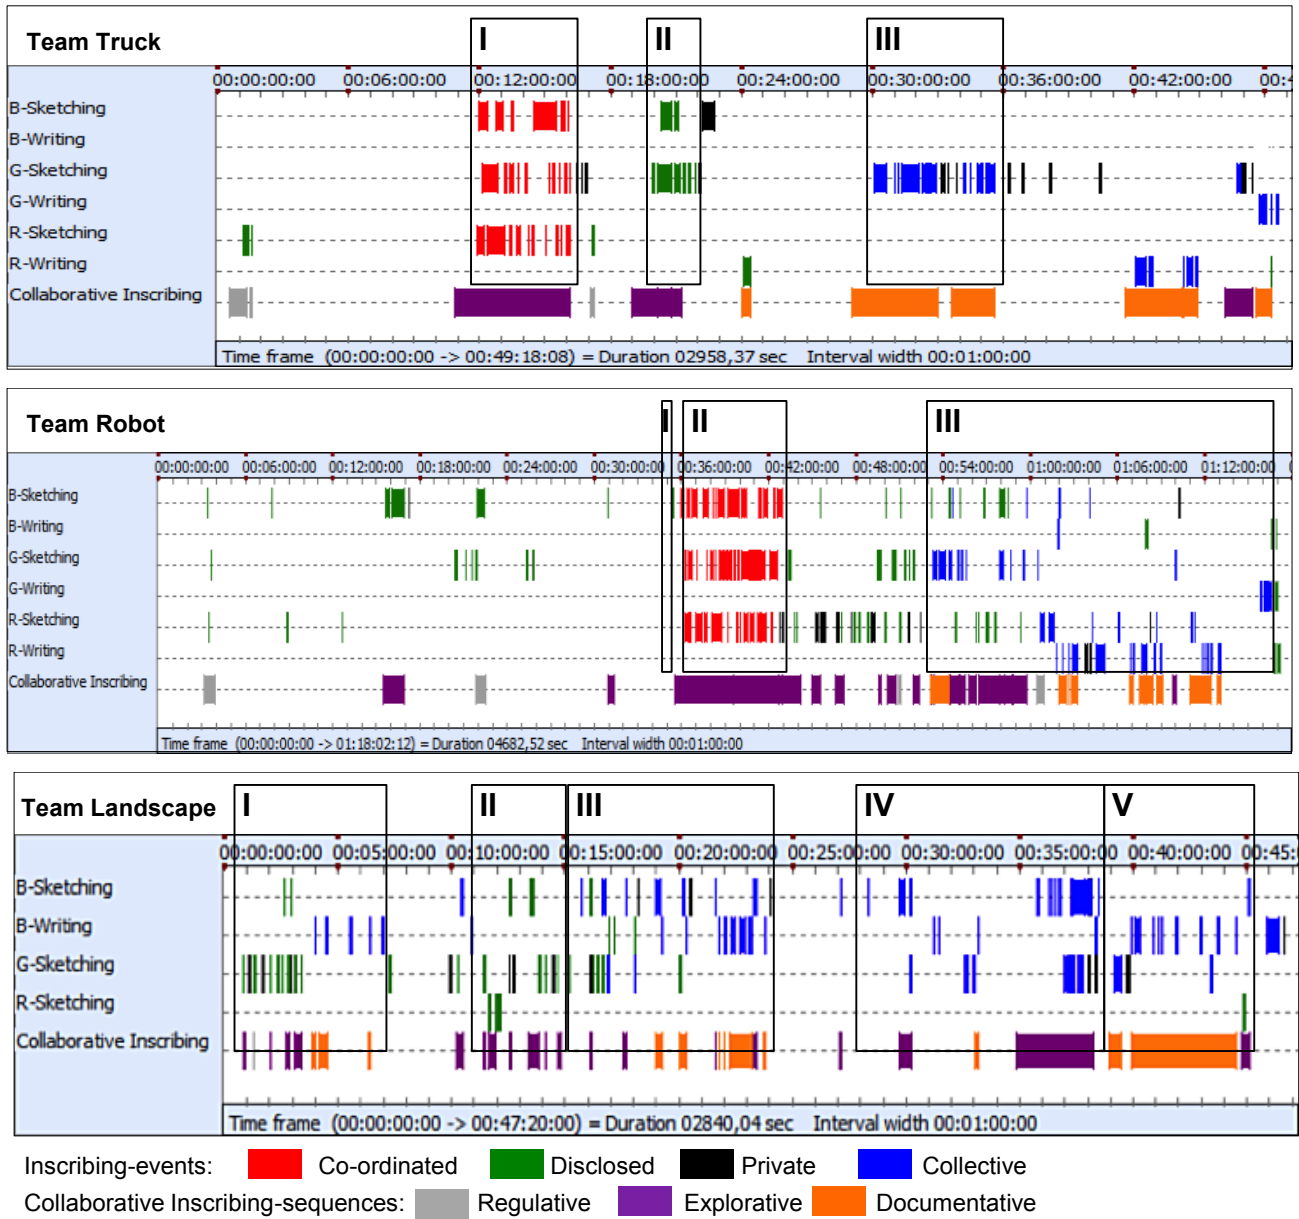 Team Truck
I II III
00:00:00:00 00:06:00:00 00:12:00:00 00:18:00:00 00:24:00:00 00:30:00:00 00:36:00:00 00:42:00:00 00:4
B-Sketching
B-Writing
G-Sketching
G-Writing
R-Sketching
R-Writing
Collaborative Inscribing
Time frame (00:00:00:00 -> 00:49:18:08) = Duration 02958,37 sec Interval width 00:01:00:00
Team Robot
I II III
00:00:00:00 00:06:00:00 00:12:00:00 00:18:00:00 00:24:00:00 00:30:00:00 00:36:00:00 00:42:00:00 00:48:00:00 00:54:00:00 01:00:00:00 01:06:00:00 01:12:00:00 0
B-Sketching
B-Writing
G-Sketching
G-Writing
R-Sketching
R-Writing
Collaborative Inscribing
Time frame (00:00:00:00 -> 01:18:02:12) = Duration 04682,52 sec Interval width 00:01:00:00
Team Landscape
I II III IV V
00:00:00:00 00:05:00:00 00:10:00:00 00:15:00:00 00:20:00:00 00:25:00:00 00:30:00:00 00:35:00:00 00:40:00:00 00:45:
B-Sketching
B-Writing
G-Sketching
R-Sketching
Collaborative Inscribing
Time frame (00:00:00:00 -> 00:47:20:00) = Duration 02840,04 sec Interval width 00:01:00:00
Inscribing-events: Co-ordinated Disclosed Private Collective
Collaborative Inscribing-sequences: Regulative Explorative Documentative